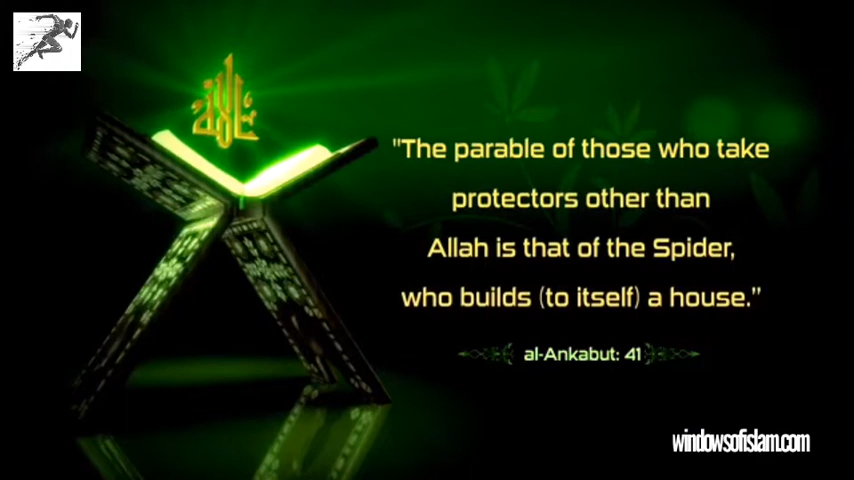 "The parable of those who take
protectors other than
Allah is that of the Spider,
who builds (to itself) a house.”
al-Ankabut: 41
windowsofislam.com